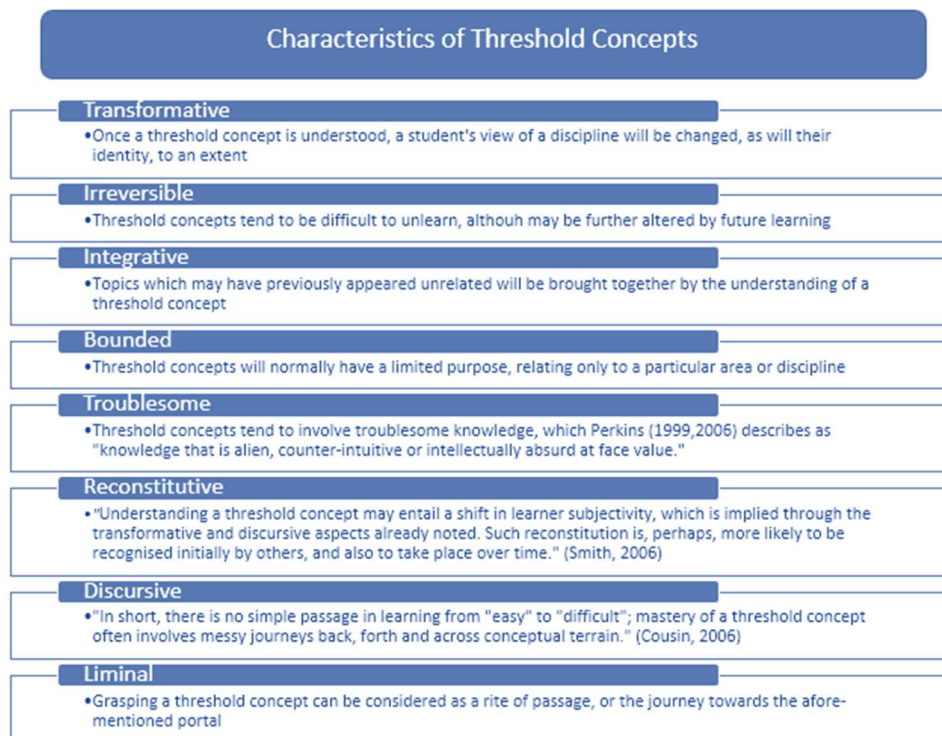 Characteristics of Threshold Concepts
Transformative
•Once a threshold concept is understood, a student's view of a discipline will be changed, as will their
identity, to an extent
Irreversible
•Threshold concepts tend to be difficult to unlearn, althouh may be further altered by future learning
Integrative
•Topics which may have previously appeared unrelated will be brought together by the understanding of a
threshold concept
Bounded
•Threshold concepts will normally have a limited purpose, relating only to a particular area or discipline
Troublesome
•Threshold concepts tend to involve troublesome knowledge, which Perkins (1999,2006) describes as
"knowledge that is alien, counter-intuitive or intellectually absurd at face value."
Reconstitutive
•"Understanding a threshold concept may entail a shift in learner subjectivity, which is implied through the
transformative and discursive aspects already noted. Such reconstitution is, perhaps, more likely to be
recognised initially by others, and also to take place over time." (Smith, 2006)
Discursive
•"In short, there is no simple passage in learning from "easy" to "difficult"; mastery of a threshold concept
often involves messy journeys back, forth and across conceptual terrain." (Cousin, 2006)
Liminal
•Grasping a threshold concept can be considered as a rite of passage, or the journey towards the afore-
mentioned portal